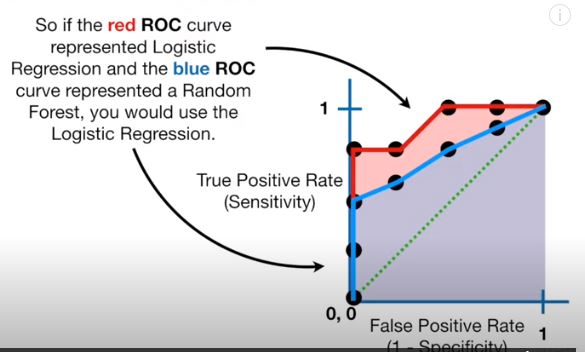 So if the red ROC curve
represented Logistic
Regression and the blue ROC
curve represented a Random
Forest, you would use the
Logistic Regression.
1
True Positive Rate
(Sensitivity)
0, 0
False Positive Rate
1
(1 - Specificity)
i